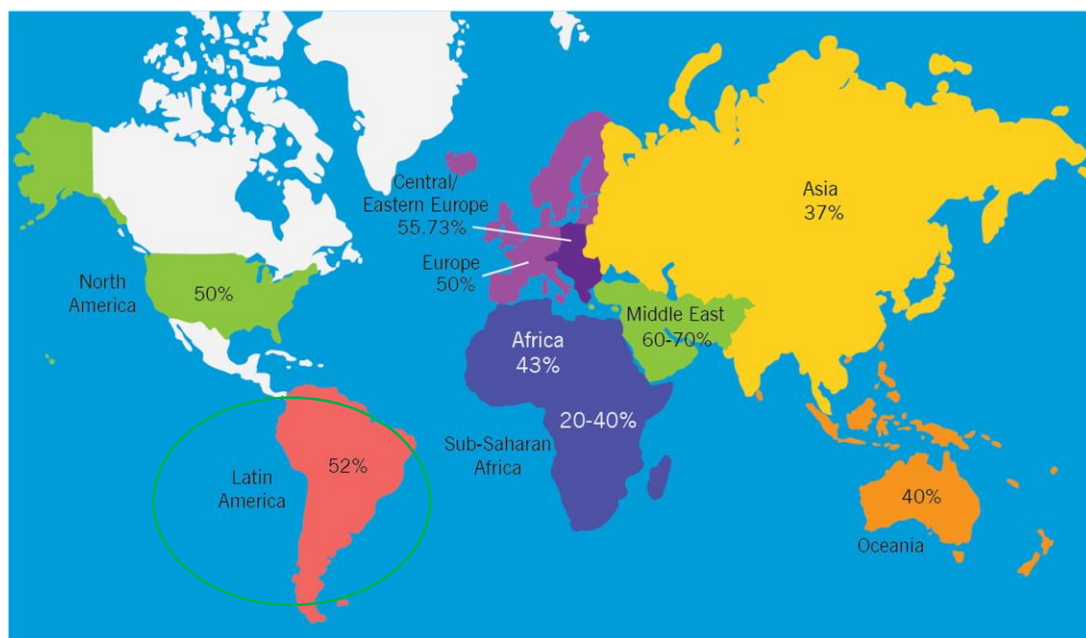 Central/
Eastern Europe
55.73%
Europe
50%
Asia
37%
North
America
50%
Middle East
60-70%
Africa
43%
20-40%
Sub-Saharan
Africa
Latin
America
52%
40%
Oceania